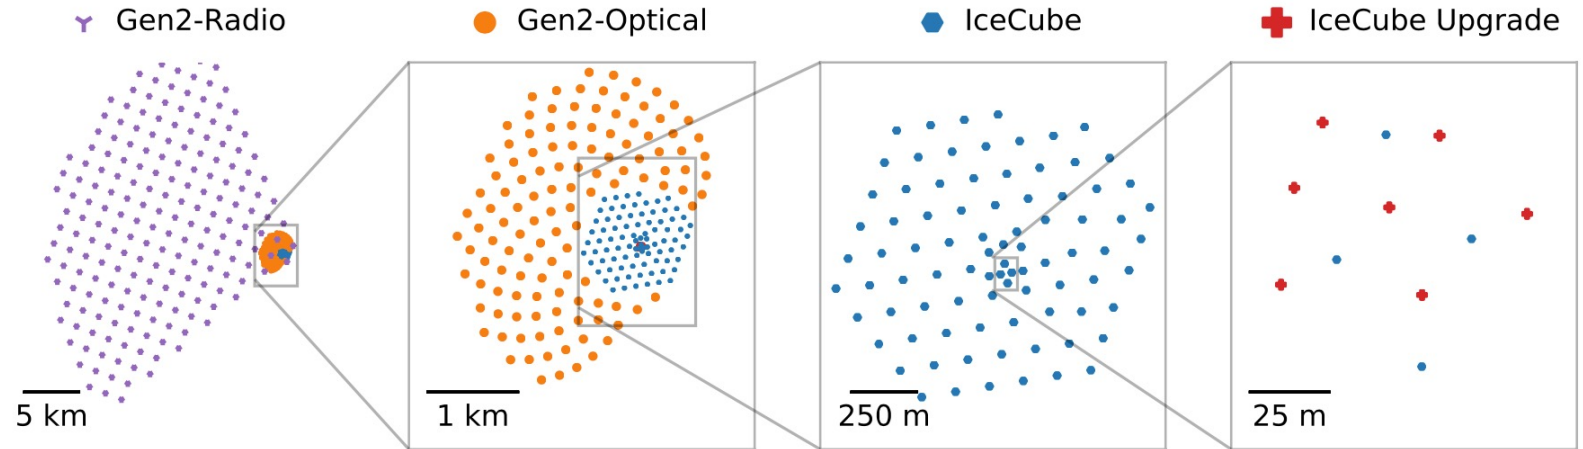 Gen2-Radio
Gen2-Optical
IceCube
IceCube Upgrade
5 km
1 km
250 m
25 m